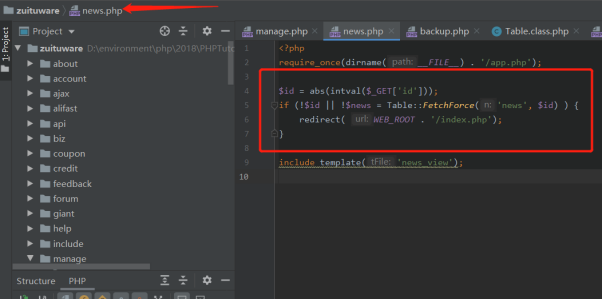 zuituware news.php
Project
manage.php news.php backup.php Table.class.php
1: Project
zuituware D:\environment\php\2018\PHPTuto
about
account
ajax
alifast
api
biz
coupon
credit
feedback
forum
giant
help
include
manage
1 <?php
2 require_once(dirname( path: __FILE__) . '/app.php');
3
4 $id = abs(intval($_GET['id']));
5 if (!$id || !$news = Table::FetchForce( n: 'news', $id) ) {
6 redirect( url: WEB_ROOT . '/index.php');
7 }
8
9 include template( tFile: 'news_view');
10
Structure PHP